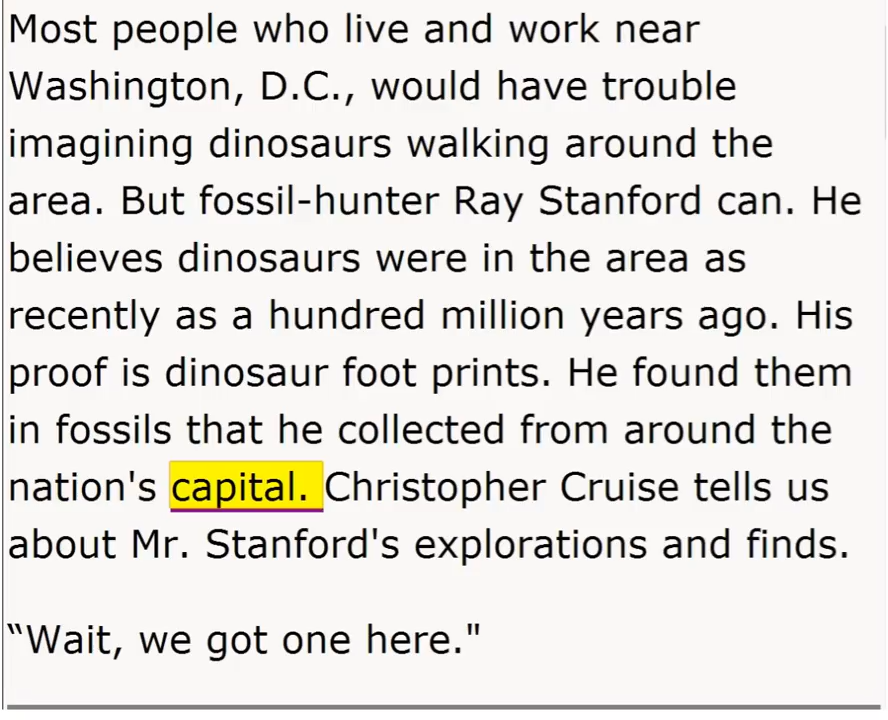 Most people who live and work near
Washington, D.C., would have trouble
imagining dinosaurs walking around the
area. But fossil-hunter Ray Stanford can. He
believes dinosaurs were in the area as
recently as a hundred million years ago. His
proof is dinosaur foot prints. He found them
in fossils that he collected from around the
nation's capital. Christopher Cruise tells us
about Mr. Stanford's explorations and finds.
“Wait, we got one here."